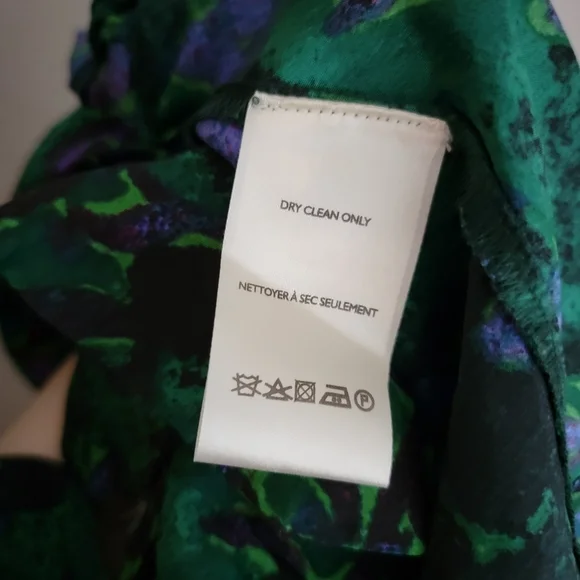 DRY CLEAN ONLY
NETTOYER À SEC SEULEMENT
P